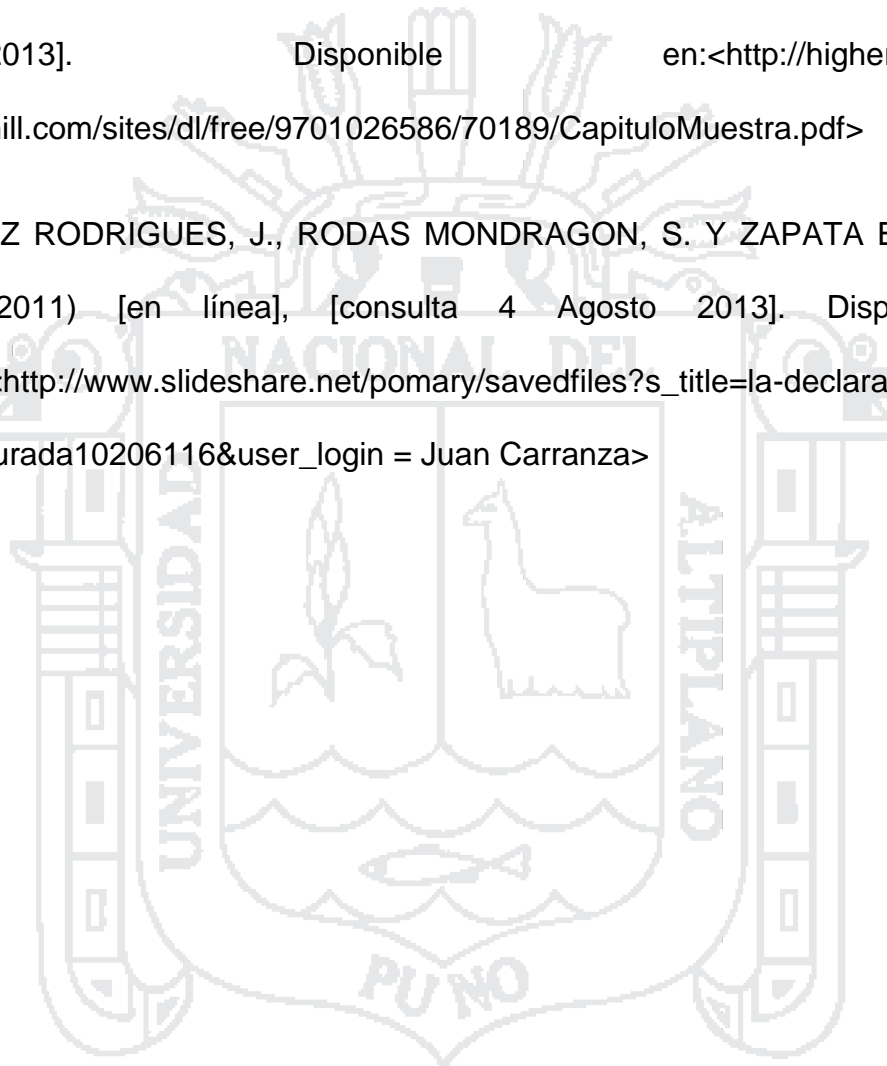 2013]. Disponible en:<http://higher
hill.com/sites/dl/free/9701026586/70189/CapituloMuestra.pdf>
Z RODRIGUES, J., RODAS MONDRAGON, S. Y ZAPATA E
2011) [en línea], [consulta 4 Agosto 2013]. Disp
http://www.slideshare.net/pomary/savedfiles?s_title=la-declara
urada10206116&user_login = Juan Carranza>
NACIONAL DEL
UNIVERSIDAD
ALTIPLANO
PUNO